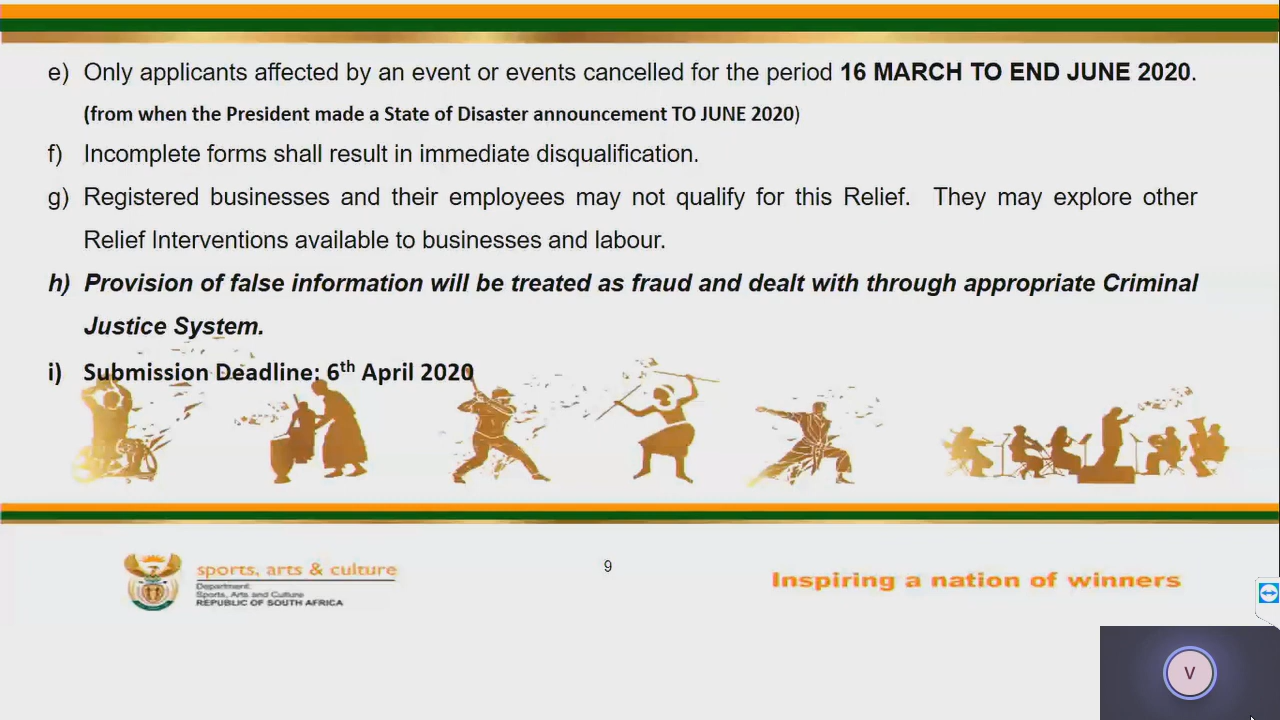 e) Only applicants affected by an event or events cancelled for the period 16 MARCH TO END JUNE 2020.
(from when the President made a State of Disaster announcement TO JUNE 2020)
f) Incomplete forms shall result in immediate disqualification.
g) Registered businesses and their employees may not qualify for this Relief. They may explore other
Relief Interventions available to businesses and labour.
h) Provision of false information will be treated as fraud and dealt with through appropriate Criminal
Justice System.
i) Submission Deadline: 6th April 2020
9
sports, arts & culture
Department:
Sports, Arts and Culture
REPUBLIC OF SOUTH AFRICA
Inspiring a nation of winners
V